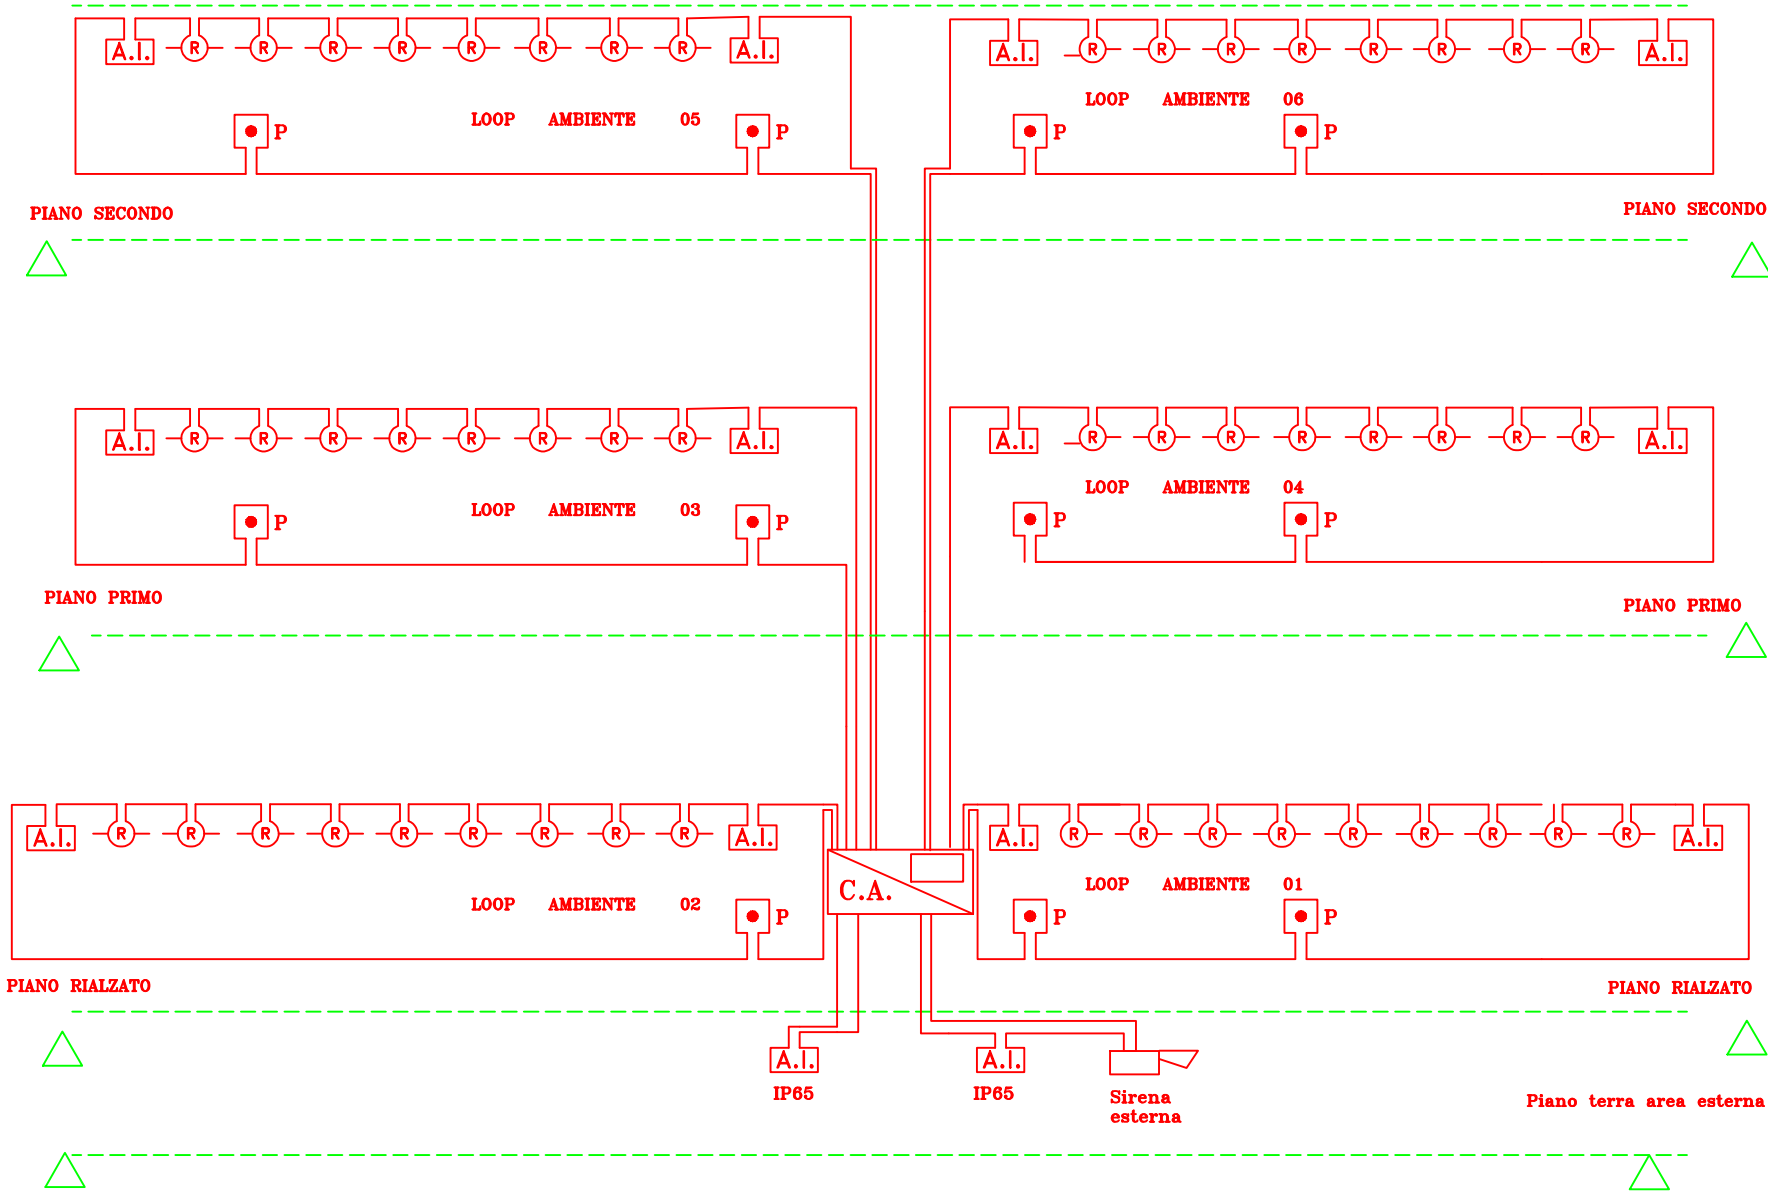 A.I. R R R R R R R R A.I. A.I. R R R R R R R R A.I.
LOOP AMBIENTE 05 LOOP AMBIENTE 06
P P P P
PIANO SECONDO PIANO SECONDO
A.I. R R R R R R R R A.I. A.I. R R R R R R R R A.I.
LOOP AMBIENTE 03 LOOP AMBIENTE 04
P P P P
PIANO PRIMO PIANO PRIMO
A.I. R R R R R R R R R A.I. A.I. R R R R R R R R R A.I.
C.A.
LOOP AMBIENTE 02 LOOP AMBIENTE 01
P P P
PIANO RIALZATO PIANO RIALZATO
A.I. A.I.
IP65 IP65
Sirena
esterna
Piano terra area esterna